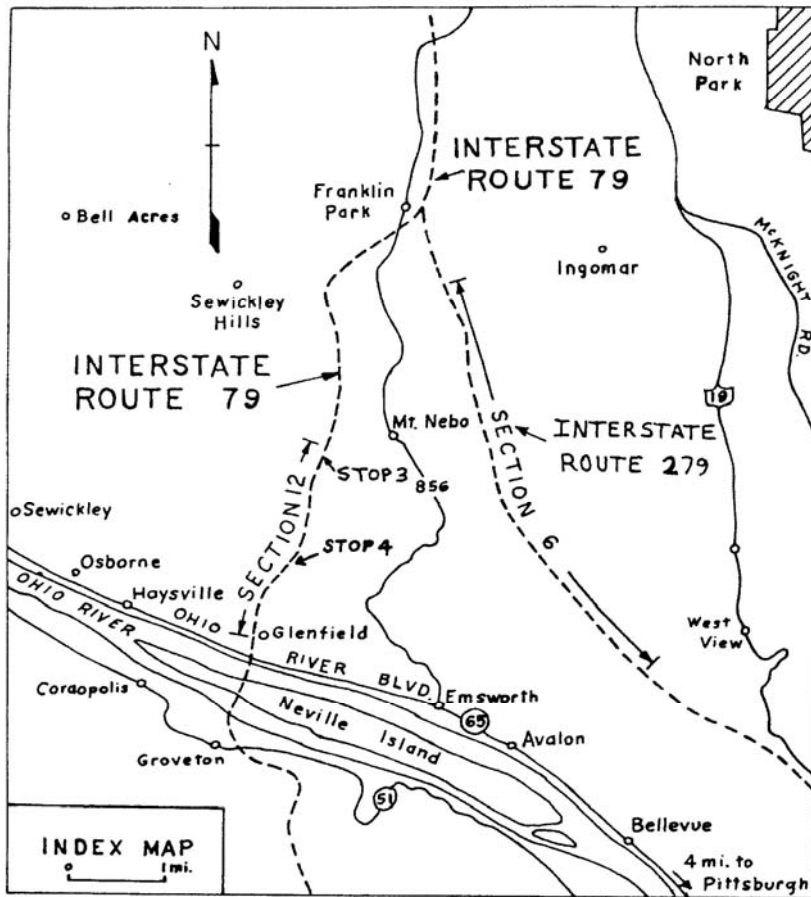 N
North
Park
INTERSTATE
ROUTE 79
Franklin
Park
Bell Acres
Ingomar
McKNIGHT RD.
Sewickley
Hills
INTERSTATE
ROUTE 79
19
Mt. Nebo
SECTION 6
INTERSTATE
ROUTE 279
STOP 3
856
SECTION 12
Sewickley
STOP 4
Osborne
Haysville
OHIO RIVER BLVD.
OHIO RIVER
Glenfield
West
View
Coraopolis
Emsworth
65
Neville Island
Avalon
Groveton
51
Bellevue
INDEX MAP
0 1 mi.
4 mi. to
Pittsburgh